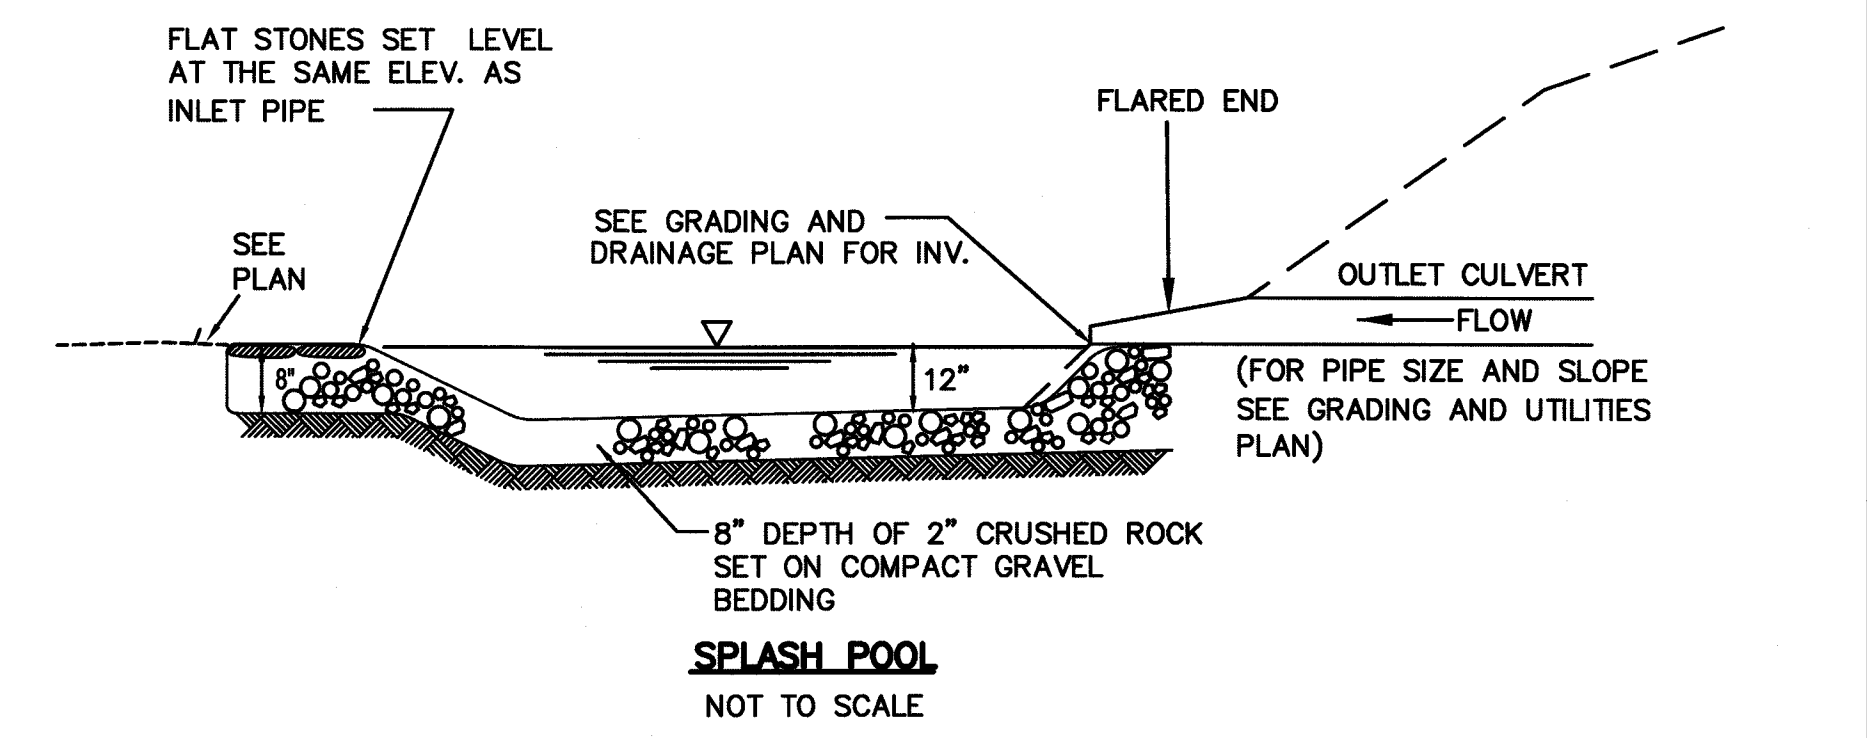 FLAT STONES SET LEVEL
AT THE SAME ELEV. AS
INLET PIPE
FLARED END
SEE GRADING AND
DRAINAGE PLAN FOR INV.
SEE
PLAN
OUTLET CULVERT
FLOW
8"
12"
(FOR PIPE SIZE AND SLOPE
SEE GRADING AND UTILITIES
PLAN)
8" DEPTH OF 2" CRUSHED ROCK
SET ON COMPACT GRAVEL
BEDDING
SPLASH POOL
NOT TO SCALE